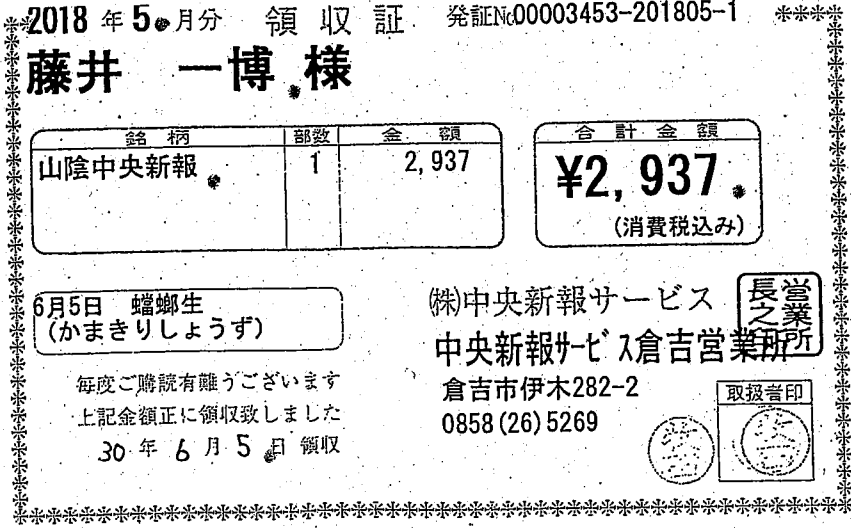 2018 年 5 月分 領 収 証 発証No00003453-201805-1
藤井 一博 様
銘 柄 部数 金 額
山陰中央新報 1 2,937
合 計 金 額
¥2,937
(消費税込み)
6月5日 蟷螂生
(かまきりしょうず)
㈱中央新報サービス
中央新報ｻｰﾋﾞｽ倉吉営業所
営業所長之印
倉吉市伊木282-2
0858(26)5269
毎度ご購読有難うございます
上記金額正に領収致しました
30 年 6 月 5 日 領収
取扱者印